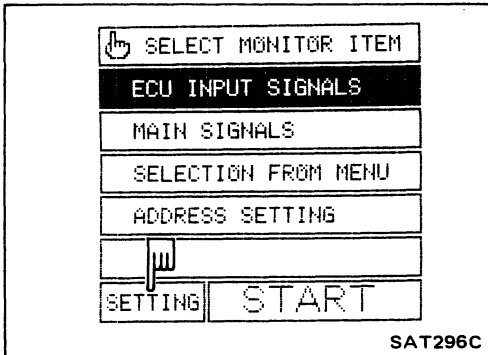 SELECT MONITOR ITEM
ECU INPUT SIGNALS
MAIN SIGNALS
SELECTION FROM MENU
ADDRESS SETTING
SETTING START
SAT296C